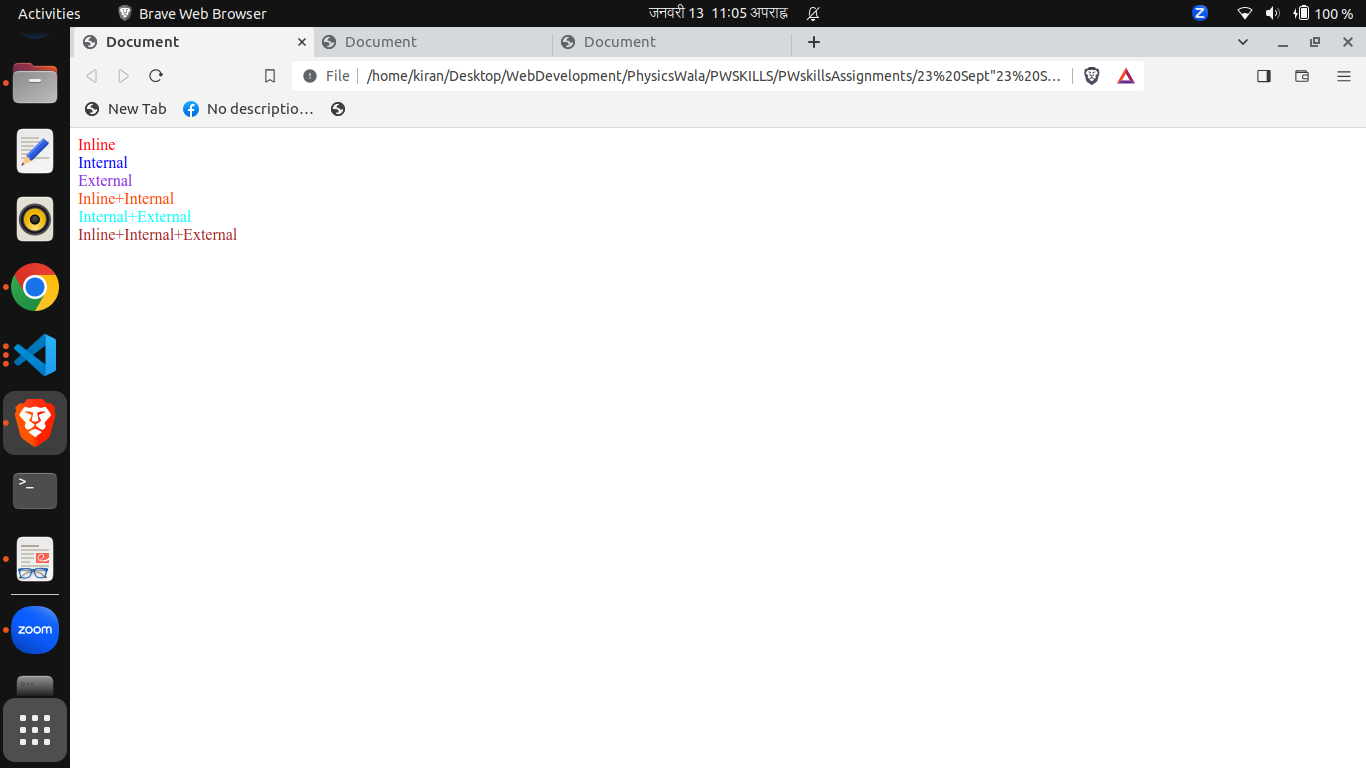 Activities Brave Web Browser जनवरी 13 11:05 अपराह्न Z 100 %
Document Document Document
File /home/kiran/Desktop/WebDevelopment/PhysicsWala/PWSKILLS/PWskillsAssignments/23%20Sept"23%20S…
New Tab No descriptio…
Inline
Internal
External
Inline+Internal
Internal+External
Inline+Internal+External
>_
zoom